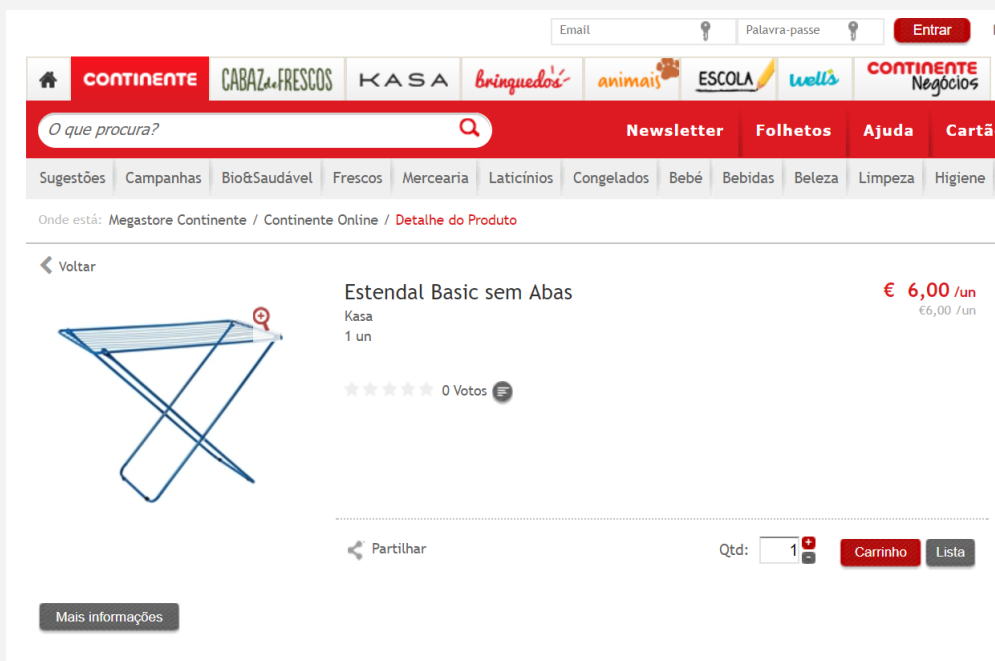 Email Palavra-passe Entrar
CONTINENTE CABAZdeFRESCOS KASA brinquedos animais ESCOLA well's CONTINENTE Negócios
O que procura? Newsletter Folhetos Ajuda Cartã
Sugestões Campanhas Bio&Saudável Frescos Mercearia Laticínios Congelados Bebé Bebidas Beleza Limpeza Higiene
Onde está: Megastore Continente / Continente Online / Detalhe do Produto
Voltar
Estendal Basic sem Abas € 6,00 /un
Kasa €6,00 /un
1 un
0 Votos
Partilhar Qtd: 1 Carrinho Lista
Mais informações